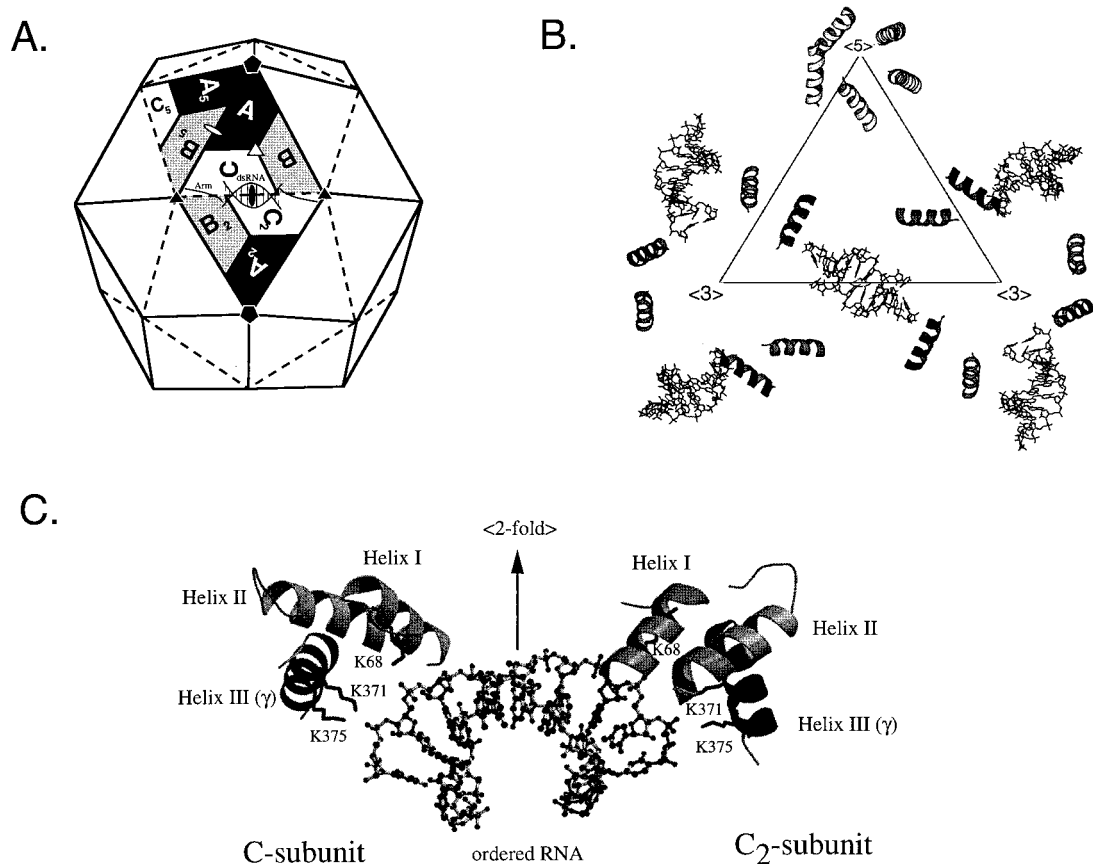 A.
A5
A
C5
B5
B
C
Arm
dsRNA
C2
B2
A2
B.
<5>
<3>
<3>
C.
<2-fold>
Helix I
Helix I
Helix II
Helix II
K68
K68
K371
K371
Helix III (γ)
Helix III (γ)
K375
K375
C-subunit
ordered RNA
C2-subunit